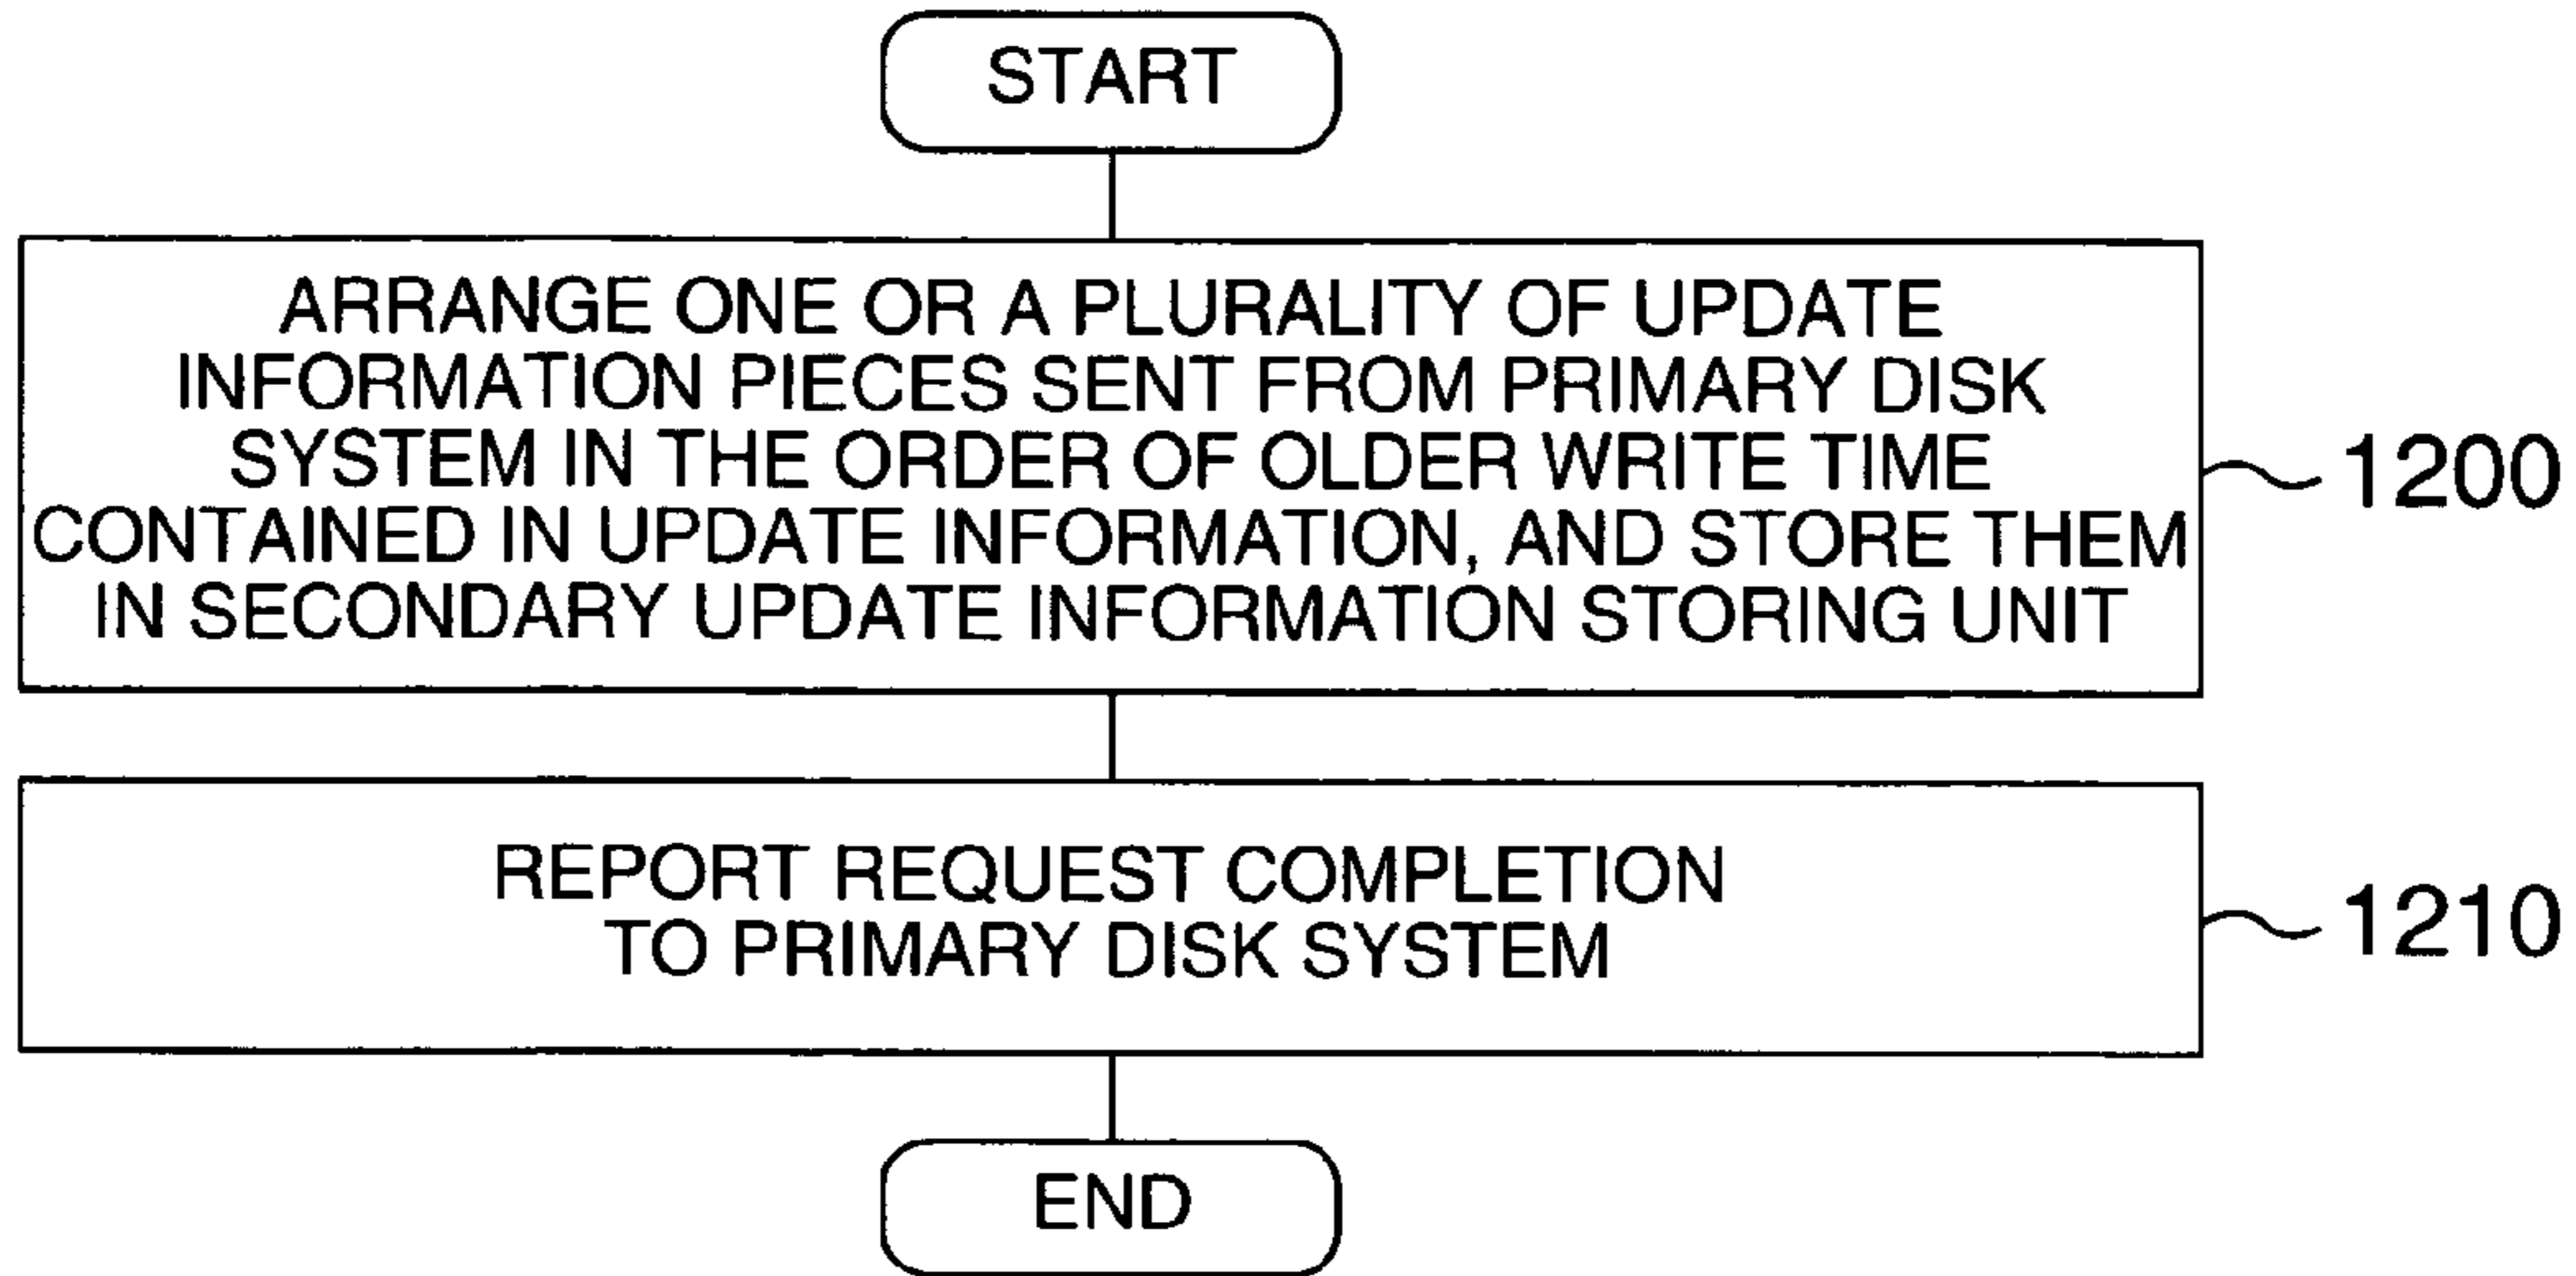 START
ARRANGE ONE OR A PLURALITY OF UPDATE
INFORMATION PIECES SENT FROM PRIMARY DISK
SYSTEM IN THE ORDER OF OLDER WRITE TIME
CONTAINED IN UPDATE INFORMATION, AND STORE THEM
IN SECONDARY UPDATE INFORMATION STORING UNIT
1200
REPORT REQUEST COMPLETION
TO PRIMARY DISK SYSTEM
1210
END